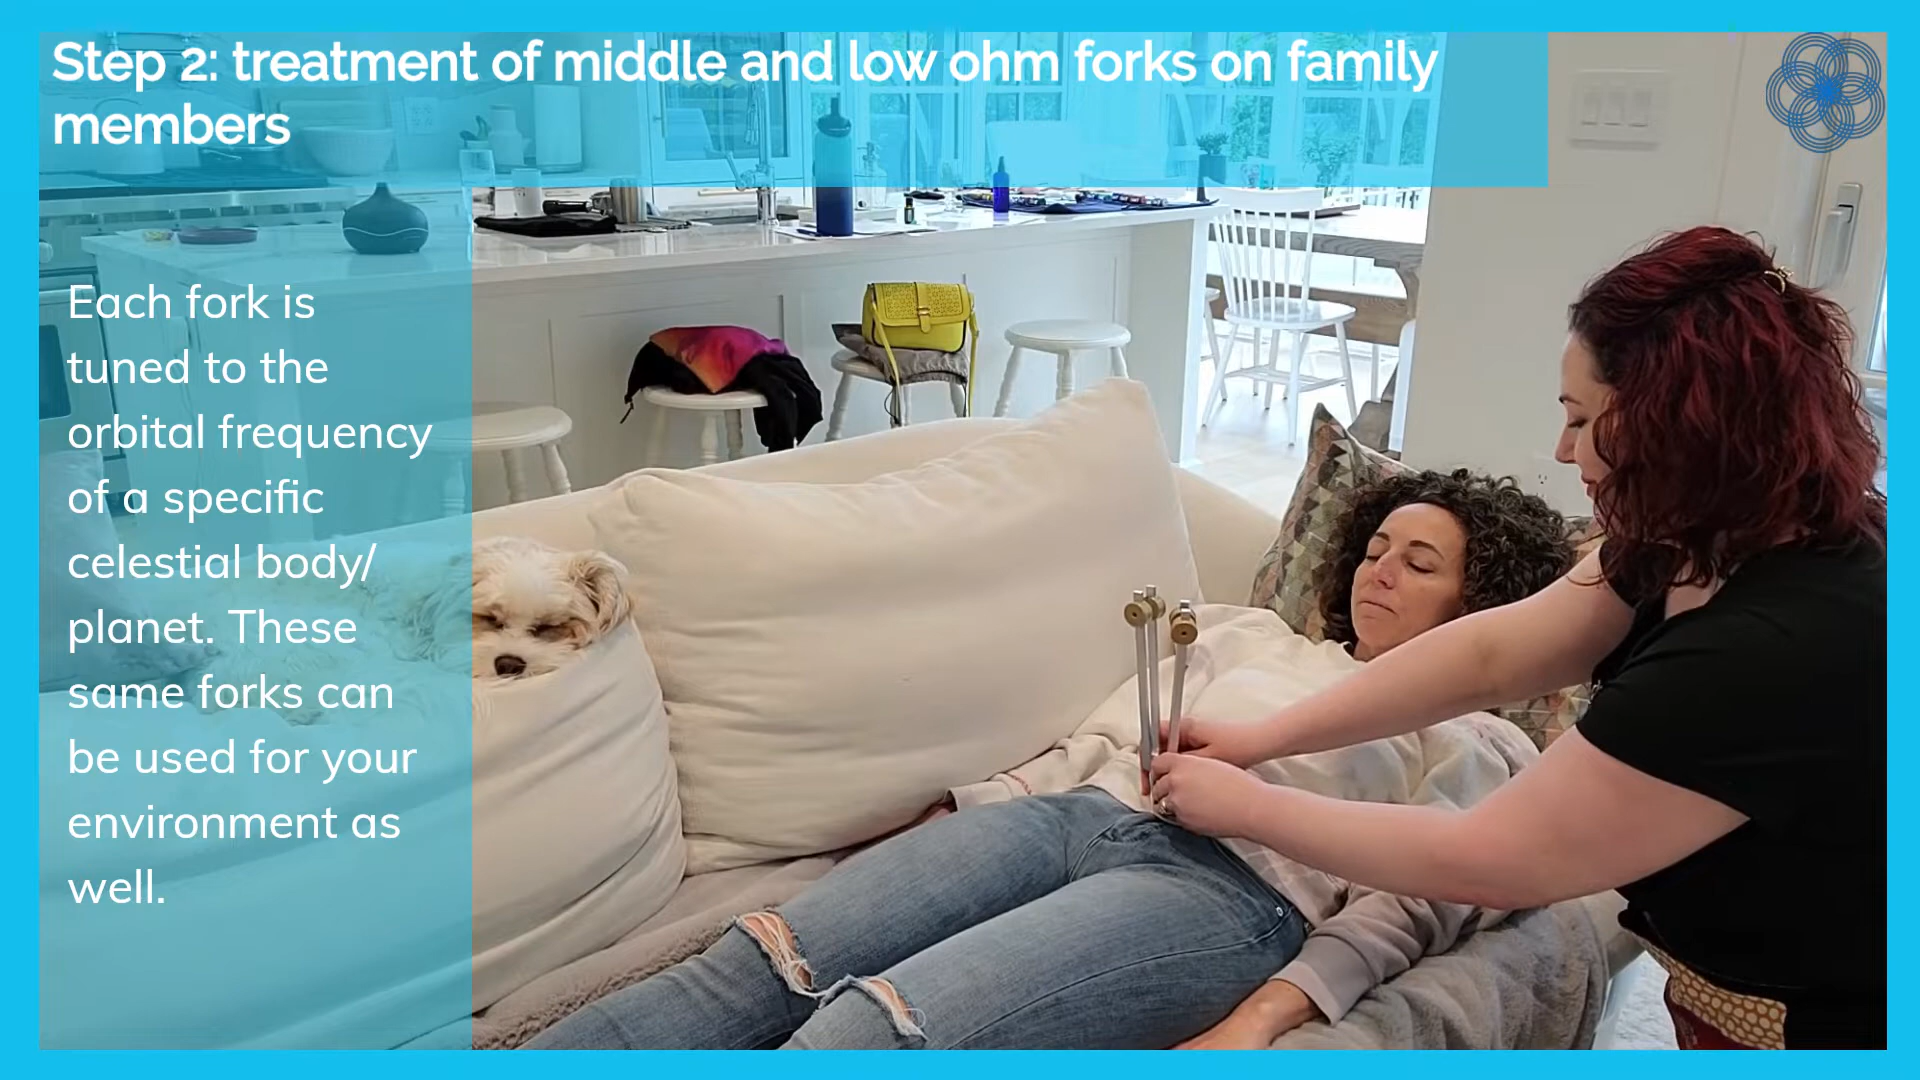 Step 2: treatment of middle and low ohm forks on family
members
Each fork is
tuned to the
orbital frequency
of a specific
celestial body/
planet. These
same forks can
be used for your
environment as
well.